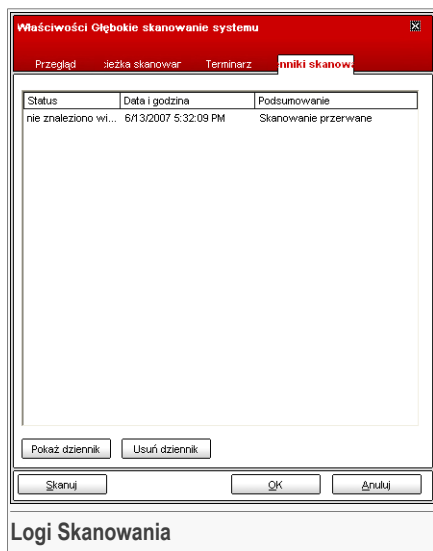 Właściwości Głębokie skanowanie systemu
Przegląd :ieżka skanowar Terminarz ;nniki skanowa
Status Data i godzina Podsumowanie
nie znaleziono wi... 6/13/2007 5:32:09 PM Skanowanie przerwane
Pokaż dziennik Usuń dziennik
Skanuj OK Anuluj
Logi Skanowania